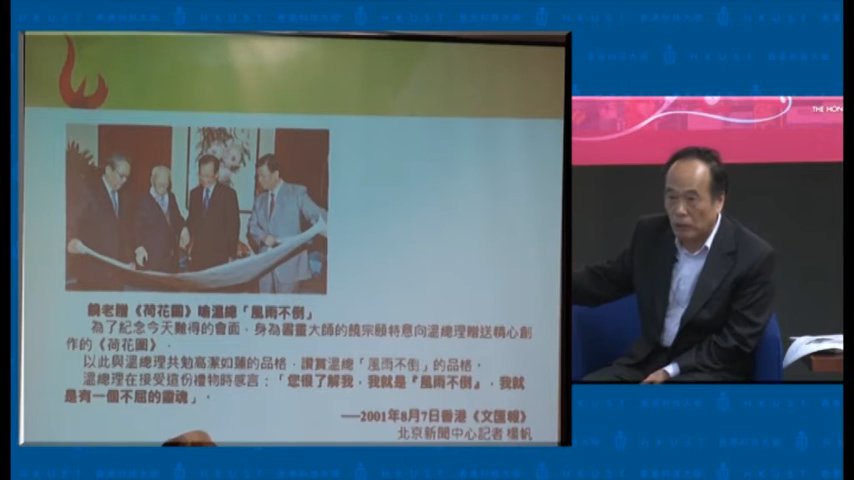 HKUST
饒老贈《荷花圖》喻溫總「風雨不倒」
為了紀念今天難得的會面，身為書畫大師的饒宗頤特意向溫總理贈送精心創
作的《荷花圖》，
以此與溫總理共勉高潔如蓮的品格，讚賞溫總「風雨不倒」的品格，
溫總理在接受這份禮物時感言：「您很了解我，我就是『風雨不倒』，我就
是有一個不屈的靈魂」，
──2001年8月7日香港《文匯報》
北京新聞中心記者 楊帆
THE HON